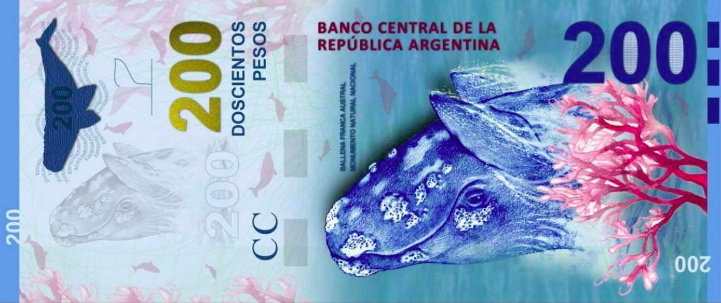 200
200
DOSCIENTOS
PESOS
200
CC
200
BANCO CENTRAL DE LA
REPÚBLICA ARGENTINA
BALLENA FRANCA AUSTRAL
MONUMENTO NATURAL NACIONAL
200
200